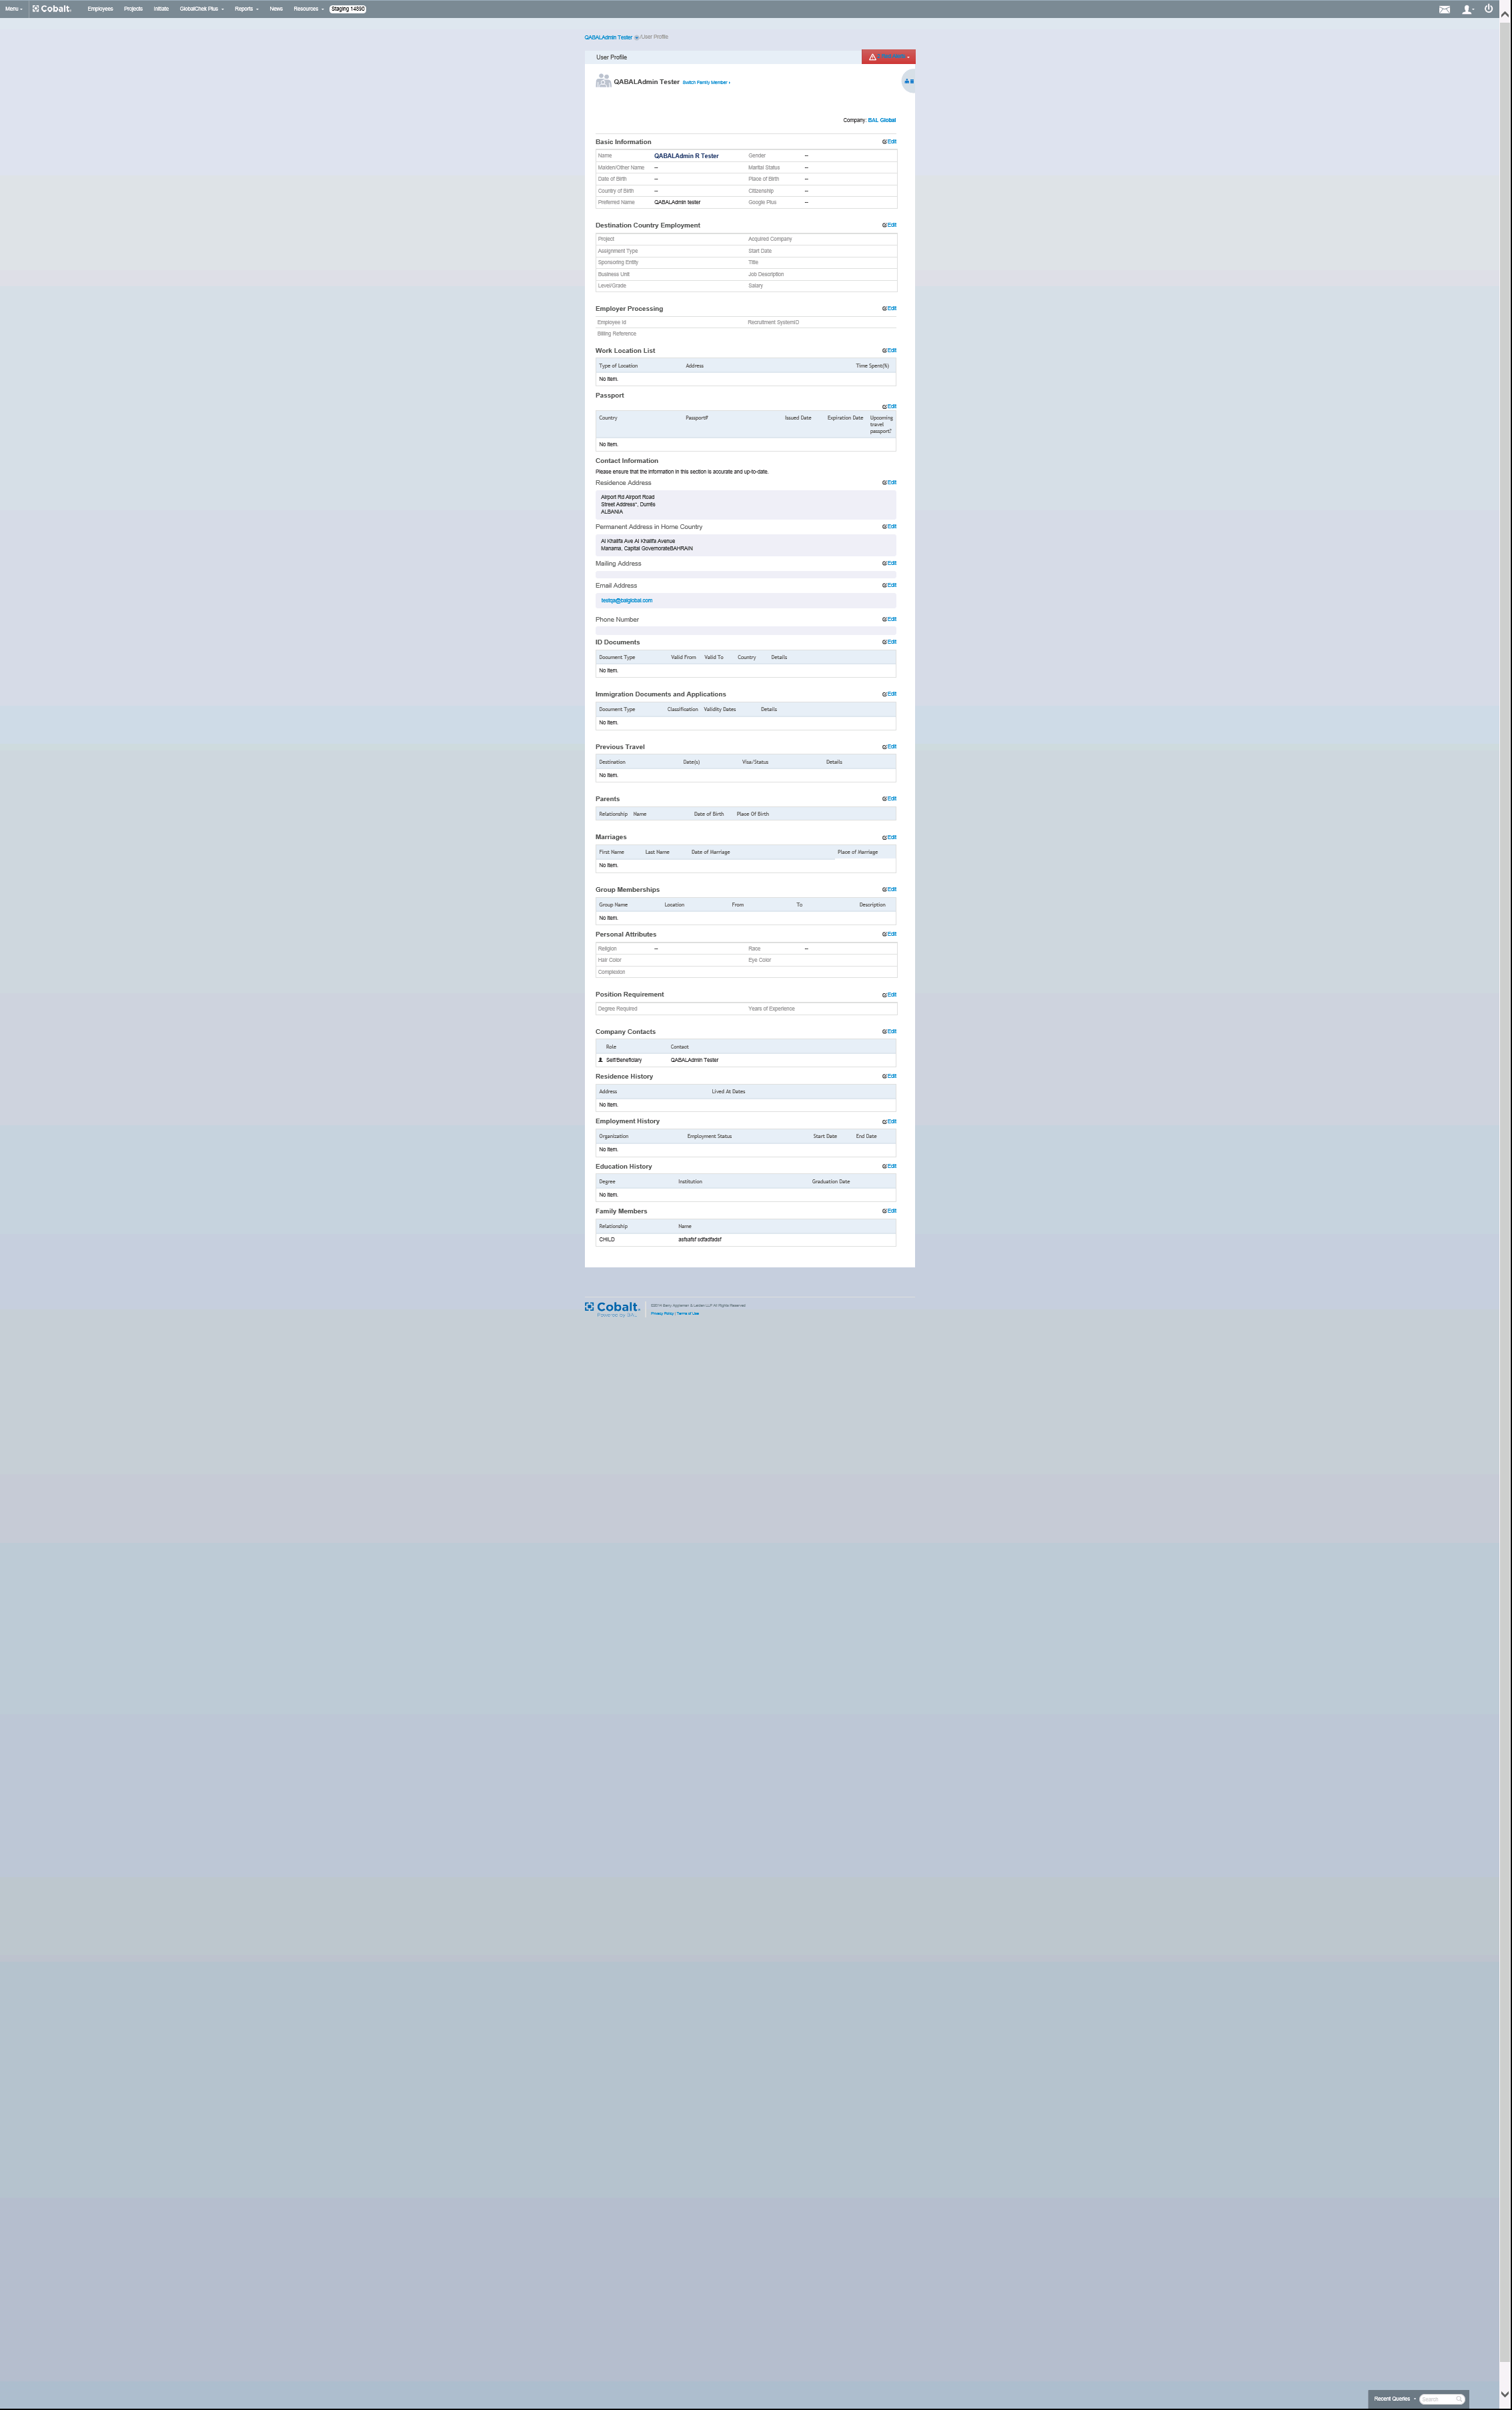 Menu Cobalt. Employees Projects Initiate GlobalChek Plus Reports News Resources Staging 14890
QABALAdmin Tester User Profile
User Profile
QABALAdmin Tester Switch Family Member
Company: BAL Global
Basic Information Edit
Name QABALAdmin R Tester Gender --
Maiden/Other Name -- Marital Status --
Date of Birth -- Place of Birth --
Country of Birth -- Citizenship --
Preferred Name QABALAdmin tester Google Plus --
Destination Country Employment Edit
Project Acquired Company
Assignment Type Start Date
Sponsoring Entity Title
Business Unit Job Description
Level/Grade Salary
Employer Processing Edit
Employee Id Recruitment SystemID
Billing Reference
Work Location List Edit
Type of Location Address Time Spent(%)
No Item.
Passport
Edit
Country Passport# Issued Date Expiration Date Upcoming
travel
passport?
No Item.
Contact Information
Please ensure that the information in this section is accurate and up-to-date.
Residence Address Edit
Airport Rd Airport Road
Street Address*, Durrës
ALBANIA
Permanent Address in Home Country Edit
Al Khalifa Ave Al Khalifa Avenue
Manama, Capital GovernorateBAHRAIN
Mailing Address Edit
Email Address Edit
testqa@balglobal.com
Phone Number Edit
ID Documents Edit
Document Type Valid From Valid To Country Details
No Item.
Immigration Documents and Applications Edit
Document Type Classification Validity Dates Details
No Item.
Previous Travel Edit
Destination Date(s) Visa/Status Details
No Item.
Parents Edit
Relationship Name Date of Birth Place Of Birth
Marriages Edit
First Name Last Name Date of Marriage Place of Marriage
No Item.
Group Memberships Edit
Group Name Location From To Description
No Item.
Personal Attributes Edit
Religion -- Race --
Hair Color Eye Color
Complexion
Position Requirement Edit
Degree Required Years of Experience
Company Contacts Edit
Role Contact
Self/Beneficiary QABALAdmin Tester
Residence History Edit
Address Lived At Dates
No Item.
Employment History Edit
Organization Employment Status Start Date End Date
No Item.
Education History Edit
Degree Institution Graduation Date
No Item.
Family Members Edit
Relationship Name
CHILD
Cobalt. ©2014 Berry, Appleman & Leiden LLP All Rights Reserved
Powered by BAL Privacy Policy | Terms of Use
Recent Queries Search